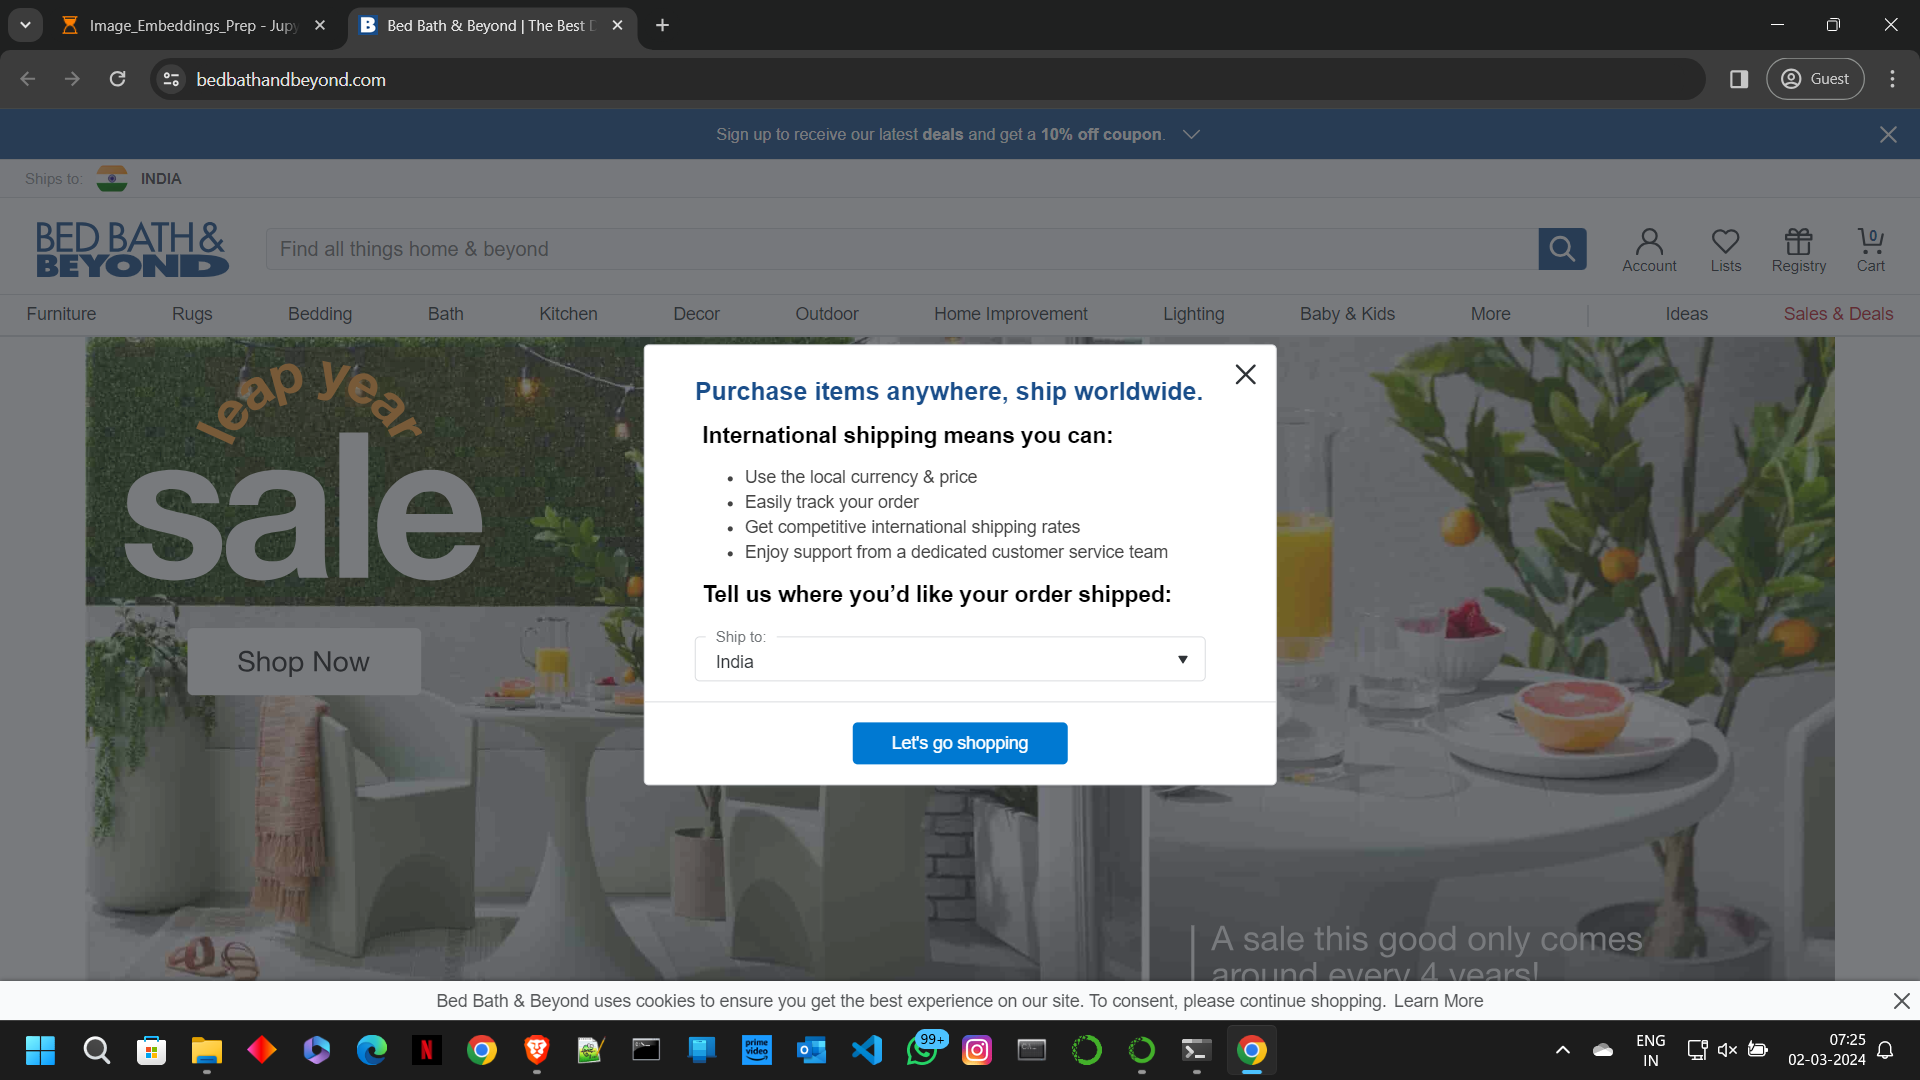 Image_Embeddings_Prep - Jupy
Bed Bath & Beyond | The Best D
bedbathandbeyond.com
Guest
Sign up to receive our latest deals and get a 10% off coupon.
Ships to: INDIA
BED BATH &
BEYOND
Find all things home & beyond
Account
Lists
Registry
0
Cart
Furniture
Rugs
Bedding
Bath
Kitchen
Decor
Outdoor
Home Improvement
Lighting
Baby & Kids
More
Ideas
Sales & Deals
leap year
sale
Shop Now
Purchase items anywhere, ship worldwide.
International shipping means you can:
• Use the local currency & price
• Easily track your order
• Get competitive international shipping rates
• Enjoy support from a dedicated customer service team
Tell us where you’d like your order shipped:
Ship to:
India
Let's go shopping
A sale this good only comes
around every 4 years!
Bed Bath & Beyond uses cookies to ensure you get the best experience on our site. To consent, please continue shopping. Learn More
prime
video
99+
ENG
IN
07:25
02-03-2024